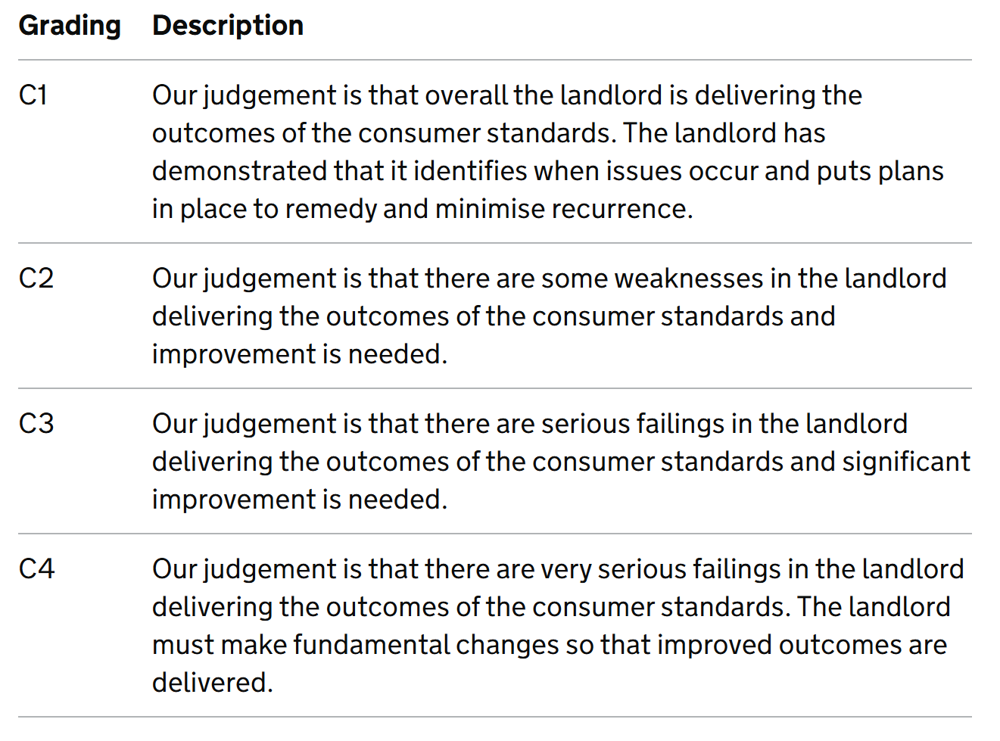 Grading Description
C1 Our judgement is that overall the landlord is delivering the
outcomes of the consumer standards. The landlord has
demonstrated that it identifies when issues occur and puts plans
in place to remedy and minimise recurrence.
C2 Our judgement is that there are some weaknesses in the landlord
delivering the outcomes of the consumer standards and
improvement is needed.
C3 Our judgement is that there are serious failings in the landlord
delivering the outcomes of the consumer standards and significant
improvement is needed.
C4 Our judgement is that there are very serious failings in the landlord
delivering the outcomes of the consumer standards. The landlord
must make fundamental changes so that improved outcomes are
delivered.